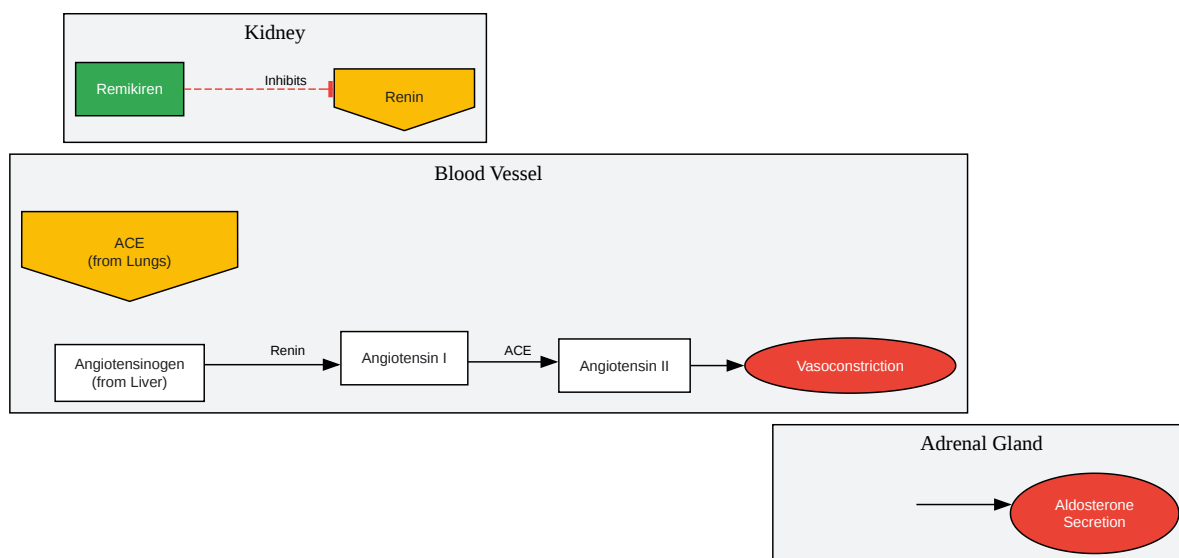 Kidney
Remikiren
Inhibits
Renin
Blood Vessel
ACE
(from Lungs)
Angiotensinogen
(from Liver)
Renin
Angiotensin I
ACE
Angiotensin II
Vasoconstriction
Adrenal Gland
Aldosterone
Secretion